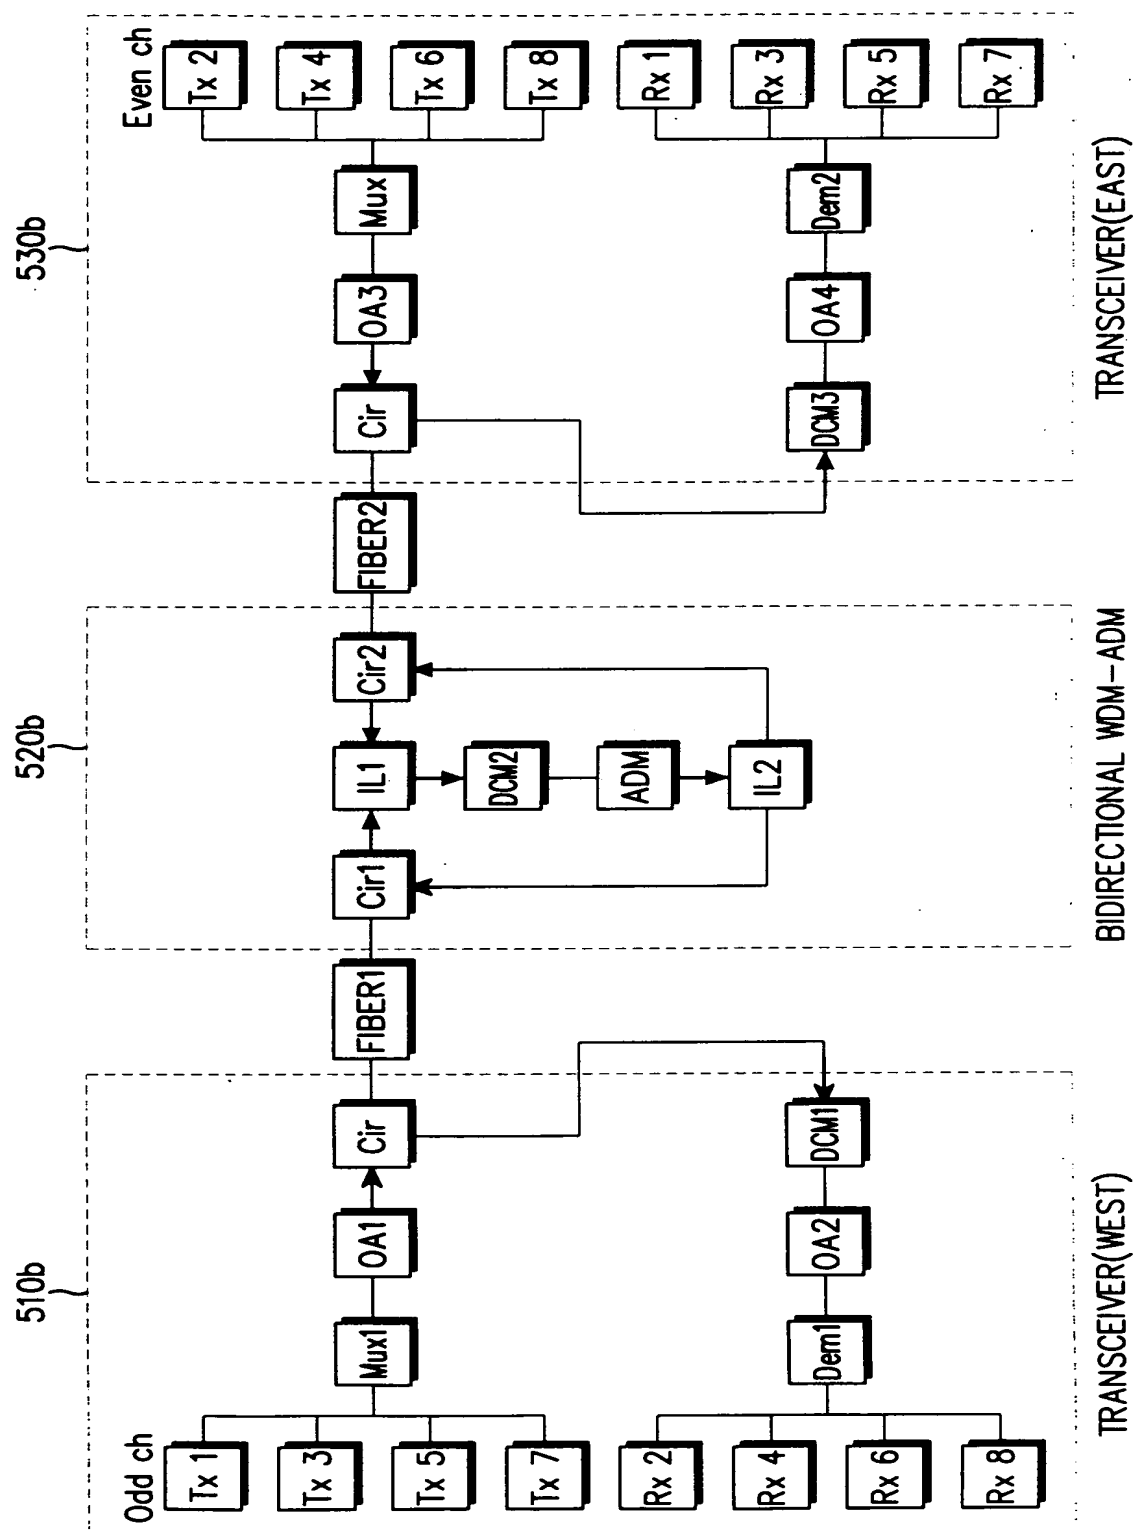 510b
520b
530b
Odd ch
Even ch
Tx 1
Tx 3
Tx 5
Tx 7
Mux1
OA1
Cir
FIBER1
Cir1
IL1
Cir2
FIBER2
Cir
OA3
Mux
Tx 2
Tx 4
Tx 6
Tx 8
DCM2
ADM
IL2
Rx 2
Rx 4
Rx 6
Rx 8
Dem1
OA2
DCM1
DCM3
OA4
Dem2
Rx 1
Rx 3
Rx 5
Rx 7
TRANSCEIVER(WEST)
BIDIRECTIONAL WDM-ADM
TRANSCEIVER(EAST)